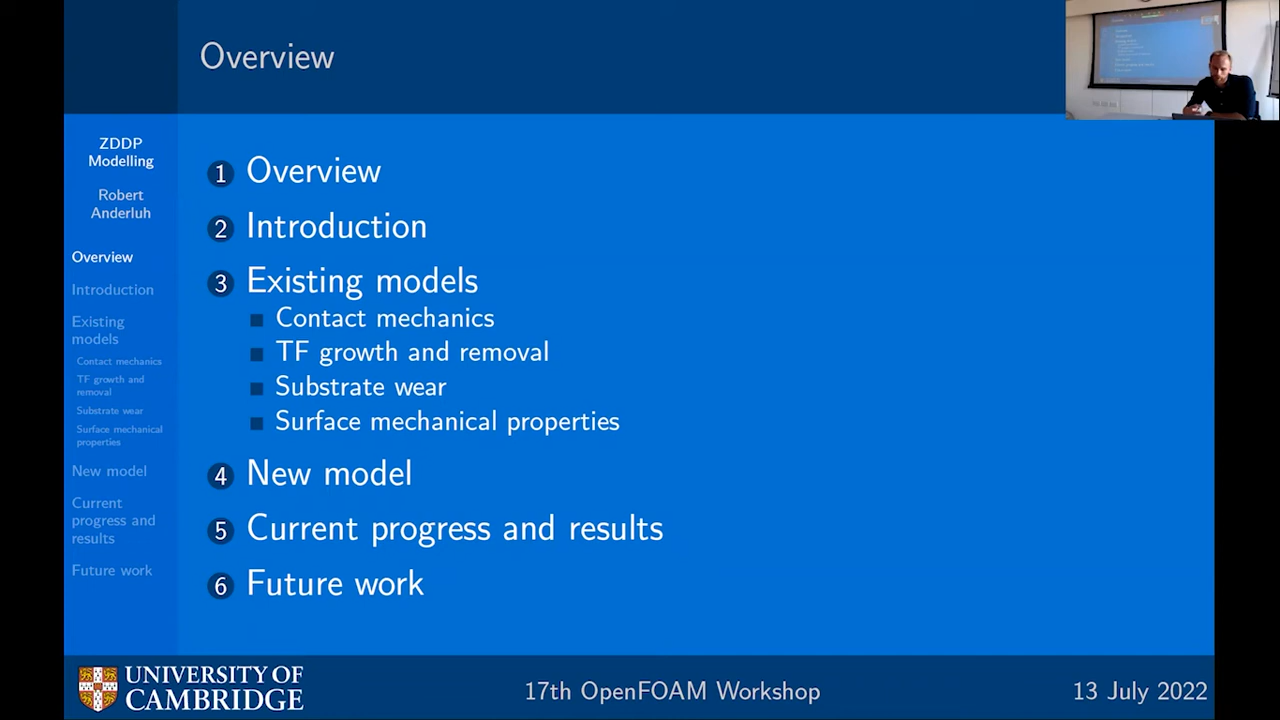 Overview
ZDDP
Modelling
Robert
Anderluh
Overview
Introduction
Existing
models
Contact mechanics
TF growth and
removal
Substrate wear
Surface mechanical
properties
New model
Current
progress and
results
Future work
1 Overview
2 Introduction
3 Existing models
Contact mechanics
TF growth and removal
Substrate wear
Surface mechanical properties
4 New model
5 Current progress and results
6 Future work
UNIVERSITY OF
CAMBRIDGE
17th OpenFOAM Workshop
13 July 2022